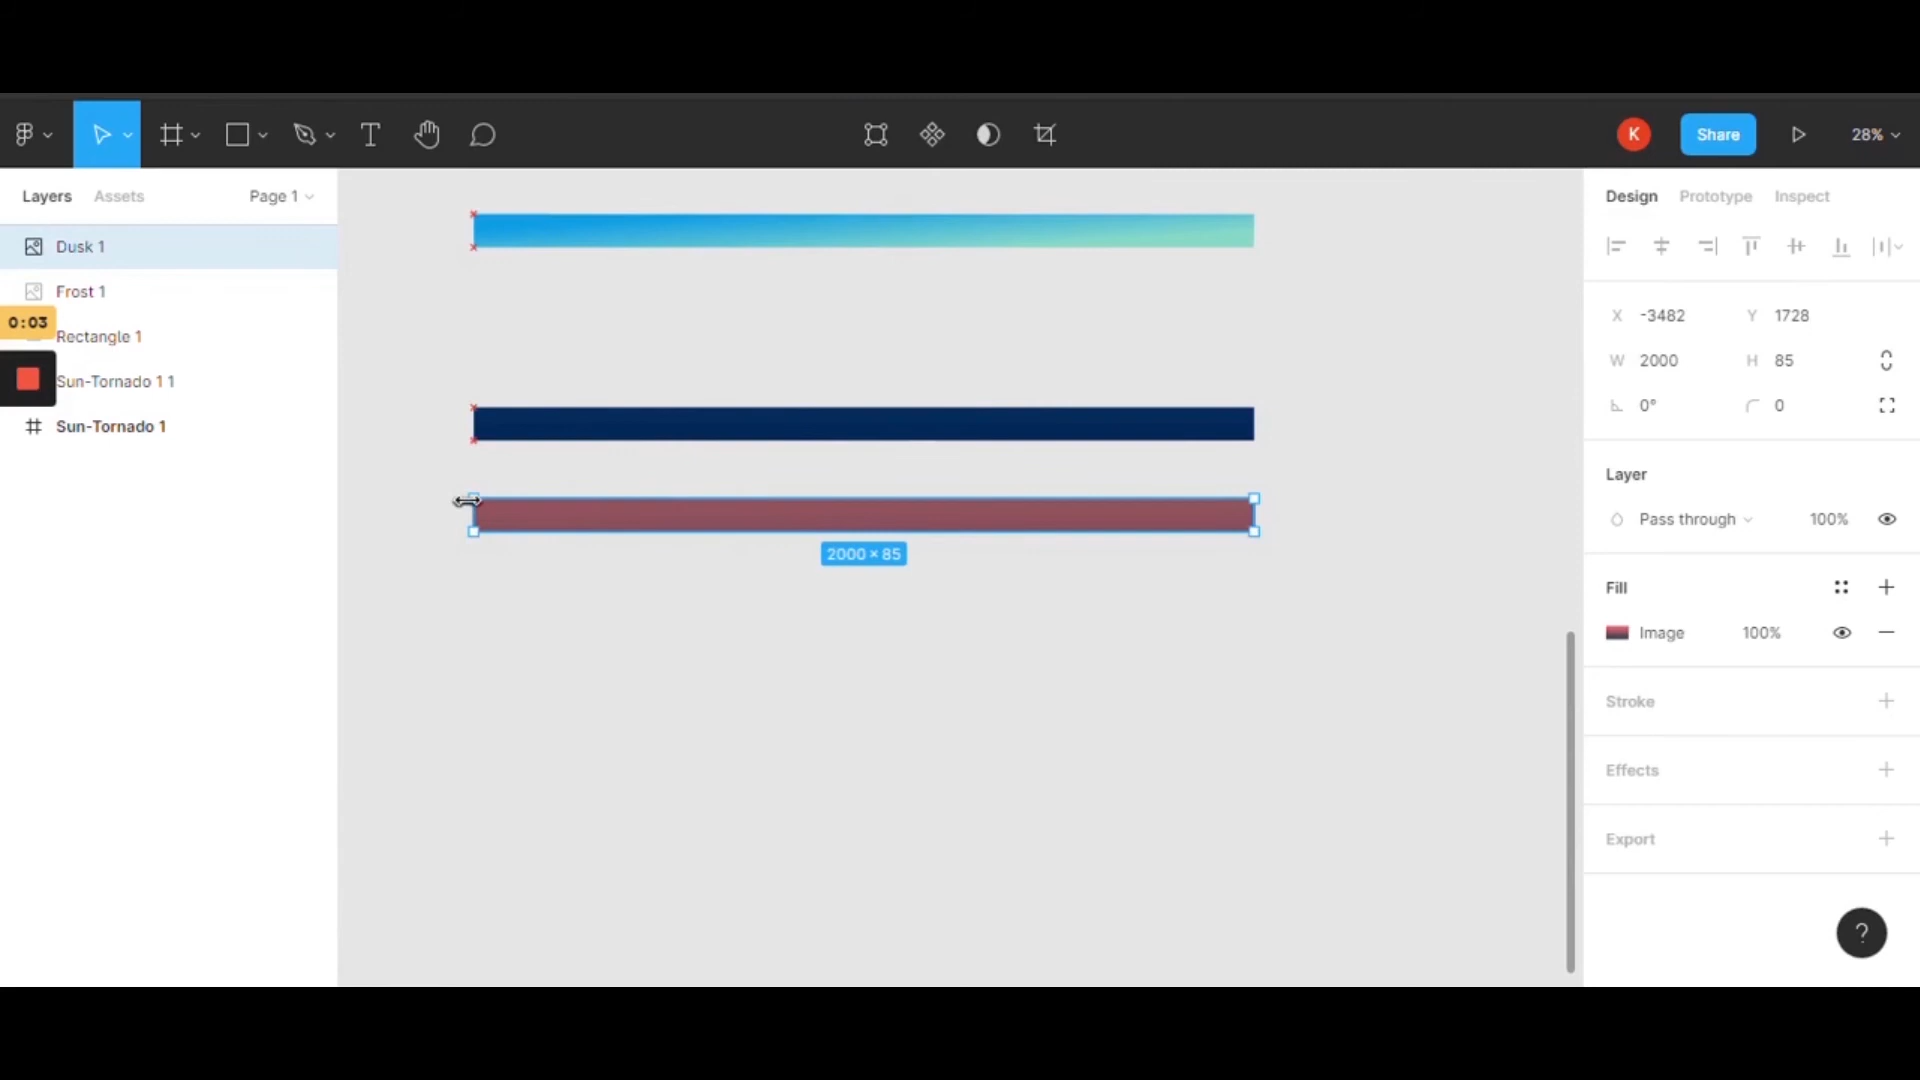 K
Share
28%
Layers
Assets
Page 1
Dusk 1
Frost 1
0:03
Rectangle 1
Sun-Tornado 1 1
Sun-Tornado 1
2000 × 85
Design
Prototype
Inspect
X -3482
Y 1728
W 2000
H 85
0°
0
Layer
Pass through
100%
Fill
Image
100%
Stroke
Effects
Export
?